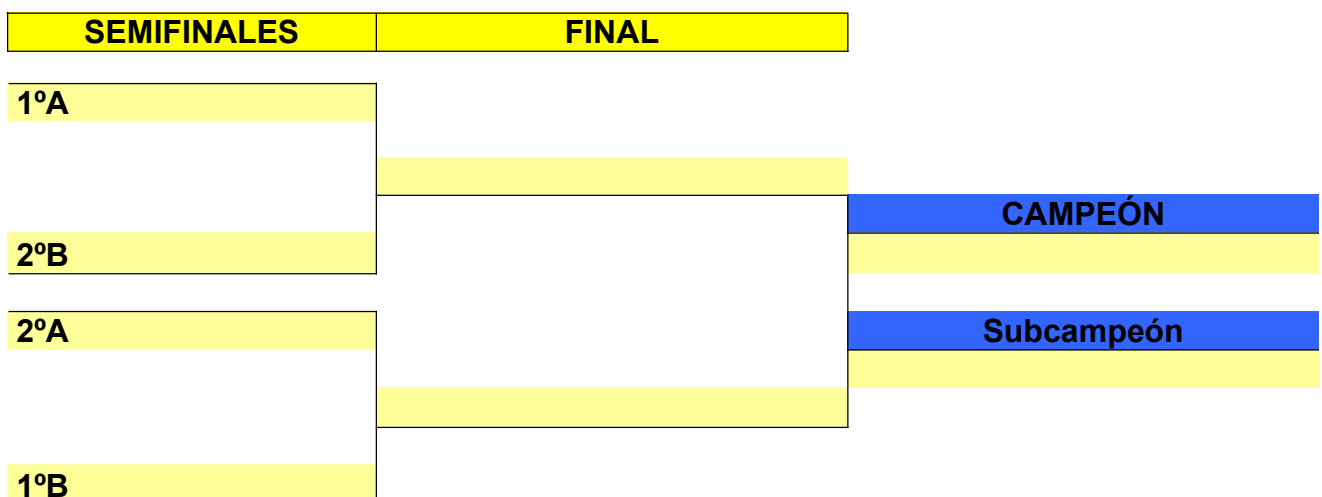 SEMIFINALES FINAL
1ºA
CAMPEÓN
2ºB
2ºA
Subcampeón
1ºB